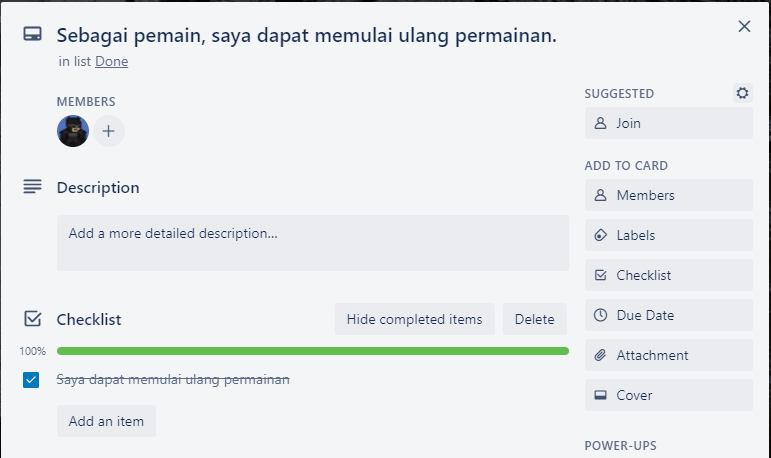 Sebagai pemain, saya dapat memulai ulang permainan.
in list Done
MEMBERS
Description
Add a more detailed description...
Checklist
Hide completed items
Delete
100%
Saya dapat memulai ulang permainan
Add an item
SUGGESTED
Join
ADD TO CARD
Members
Labels
Checklist
Due Date
Attachment
Cover
POWER-UPS